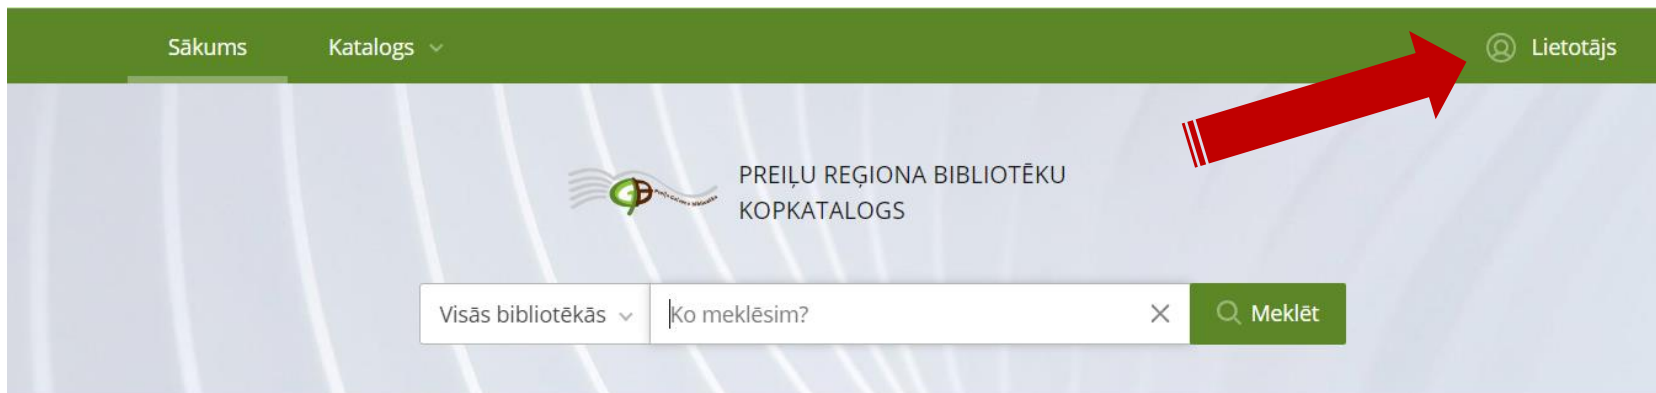 Sākums
Katalogs
Lietotājs
PREIĻU REĢIONA BIBLIOTĒKU
KOPKATALOGS
Visās bibliotēkās
Ko meklēsim?
Meklēt